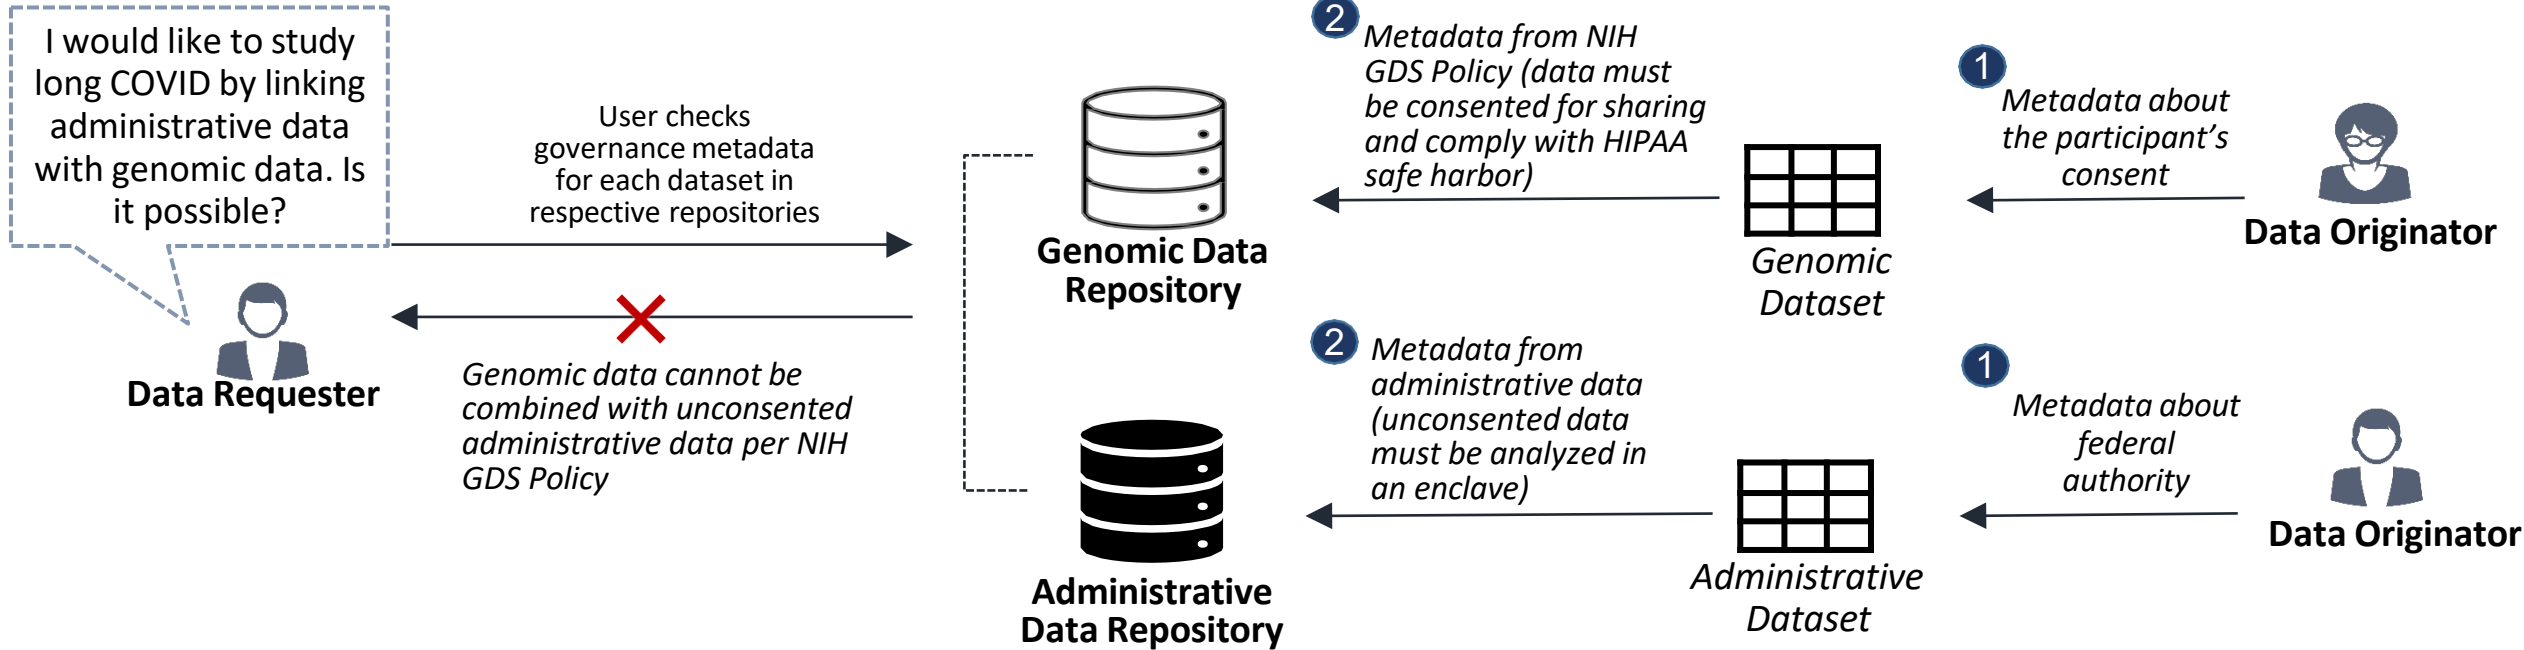 I would like to study
long COVID by linking
administrative data
with genomic data. Is
it possible?
Data Requester
User checks
governance metadata
for each dataset in
respective repositories
Genomic data cannot be
combined with unconsented
administrative data per NIH
GDS Policy
Genomic Data
Repository
Administrative
Data Repository
2
Metadata from NIH
GDS Policy (data must
be consented for sharing
and comply with HIPAA
safe harbor)
Genomic
Dataset
1
Metadata about
the participant's
consent
Data Originator
2
Metadata from
administrative data
(unconsented data
must be analyzed in
an enclave)
Administrative
Dataset
1
Metadata about
federal
authority
Data Originator